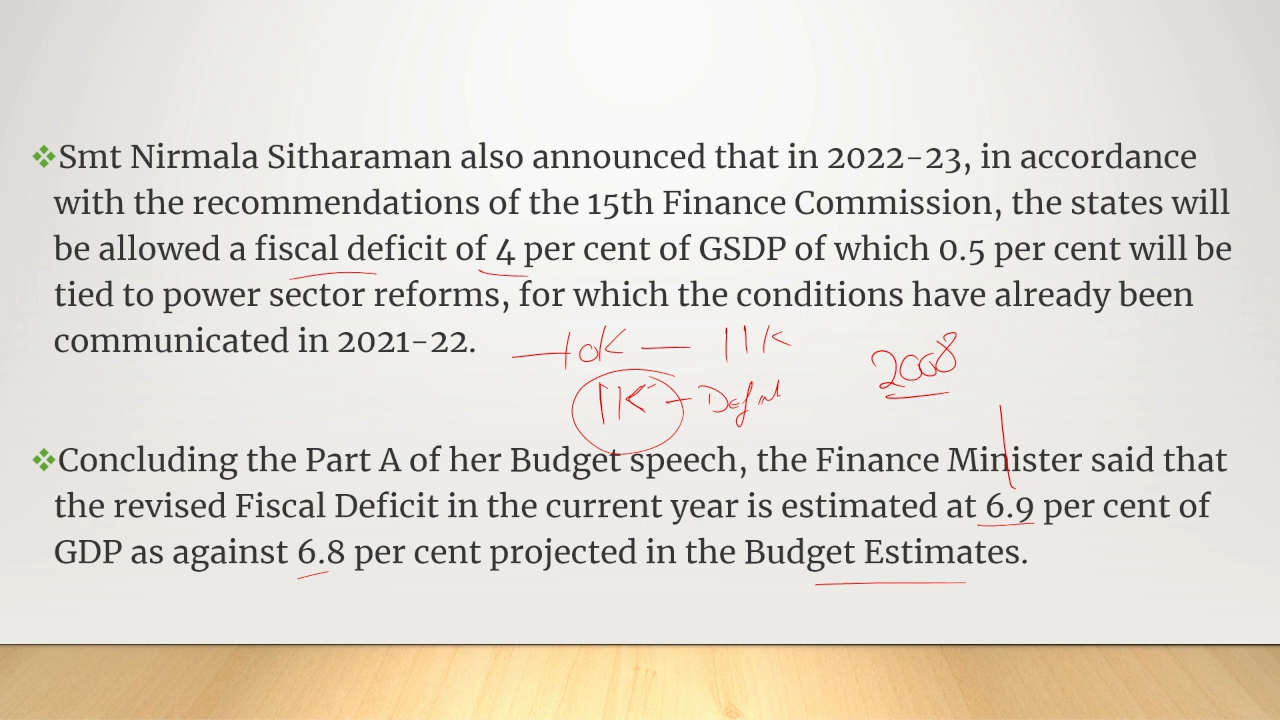 ❖Smt Nirmala Sitharaman also announced that in 2022-23, in accordance
with the recommendations of the 15th Finance Commission, the states will
be allowed a fiscal deficit of 4 per cent of GSDP of which 0.5 per cent will be
tied to power sector reforms, for which the conditions have already been
communicated in 2021-22.
10K — 11K
2008
1K -
❖Concluding the Part A of her Budget speech, the Finance Minister said that
the revised Fiscal Deficit in the current year is estimated at 6.9 per cent of
GDP as against 6.8 per cent projected in the Budget Estimates.